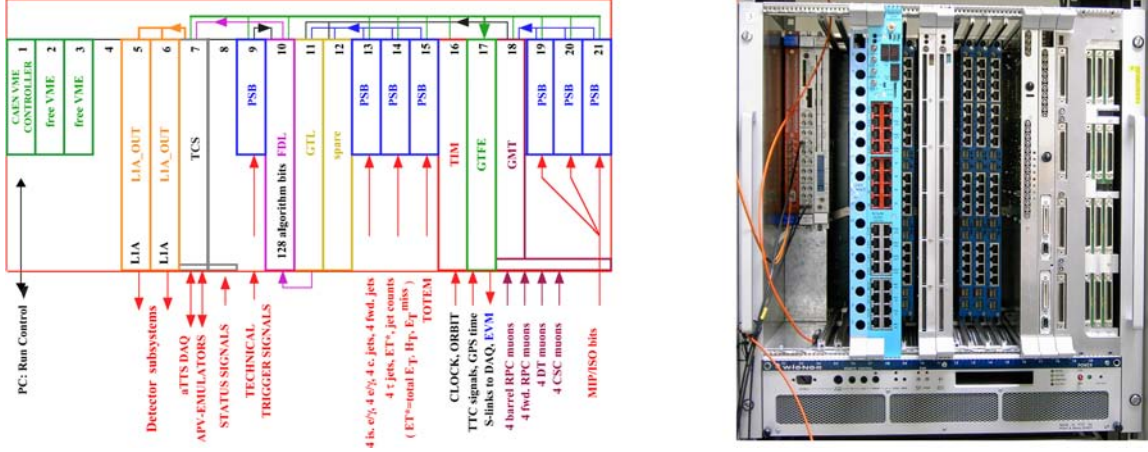 1
2
3
4
5
6
7
8
9
10
11
12
13
14
15
16
17
18
19
20
21
CAEN VME
CONTROLLER
free VME
free VME
L1A_OUT
L1A_OUT
TCS
PSB
FDL
GTL
spare
PSB
PSB
PSB
TIM
GTFE
GMT
PSB
PSB
PSB
L1A
L1A
128 algorithm bits
PC: Run Control
Detector subsystems
aTTS DAQ
APV-EMULATORS
STATUS SIGNALS
TECHNICAL
TRIGGER SIGNALS
4 is. e/γ, 4 e/γ, 4 c. jets, 4 fwd. jets
4 τ jets, ET*, jet counts
( ET*=total ET, HT, ETmiss )
TOTEM
CLOCK, ORBIT
TTC signals, GPS time
S-links to DAQ, EVM
4 barrel RPC muons
4 fwd. RPC muons
4 DT muons
4 CSC muons
MIP/ISO bits
WIENER